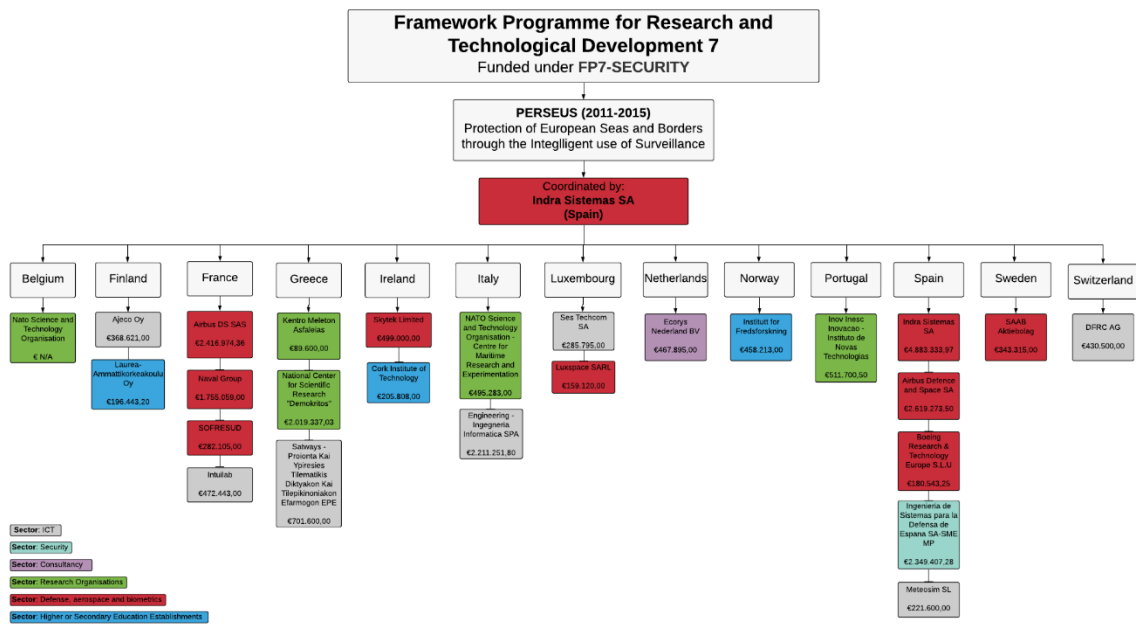 Framework Programme for Research and
Technological Development 7
Funded under FP7-SECURITY
PERSEUS (2011-2015)
Protection of European Seas and Borders
through the Integlligent use of Surveillance
Coordinated by:
Indra Sistemas SA
(Spain)
Belgium
Nato Science and
Technology
Organisation
€ N/A
Finland
Ajeco Oy
€368.621,00
Laurea-
Ammattikorkeakoulu
Oy
€196.443,20
France
Airbus DS SAS
€2.416.974,36
Naval Group
€1.755.059,00
SOFRESUD
€282.105,00
Intuilab
€472.443,00
Greece
Kentro Meleton
Asfaleias
€89.600,00
National Center
for Scientific
Research
"Demokritos"
€2.019.337,03
Satways -
Proionta Kai
Ypiresies
Tilematikis
Diktyakon Kai
Tilepikinoniakon
Efarmogon EPE
€701.600,00
Ireland
Skytek Limited
€499.000,00
Cork Institute of
Technology
€205.808,00
Italy
NATO Science
and Technology
Organisation -
Centre for
Maritime
Research and
Experimentation
€495.283,00
Engineering -
Ingegneria
Informatica SPA
€2.211.251,80
Luxembourg
Ses Techcom
SA
€285.795,00
Luxspace SARL
€159.120,00
Netherlands
Ecorys
Nederland BV
€467.895,00
Norway
Institutt for
Fredsforskning
€458.213,00
Portugal
Inov Inesc
Inovacao -
Instituto de
Novas
Technologias
€511.700,50
Spain
Indra Sistemas
SA
€4.883.333.97
Airbus Defence
and Space SA
€2.619.273,50
Boeing
Research &
Technology
Europe S.L.U
€180.543,25
Ingenieria de
Sistemas para la
Defensa de
Espana SA-SME
MP
€2.349.407,28
Meteosim SL
€221.600,00
Sweden
SAAB
Aktiebolag
€343.315,00
Switzerland
DFRC AG
€430.500,00
Sector: ICT
Sector: Security
Sector: Consultancy
Sector: Research Organisations
Sector: Defense, aerospace and biometrics
Sector: Higher or Secondary Education Establishments